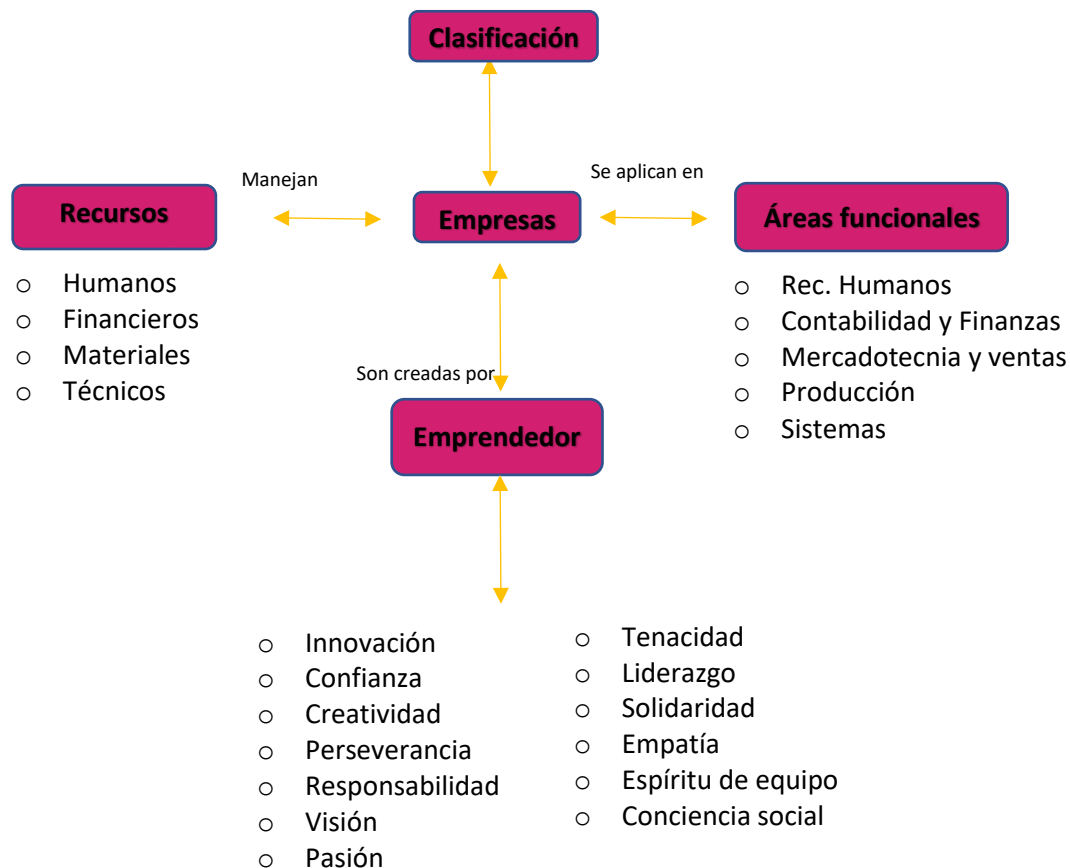 Clasificación
Manejan
Se aplican en
Recursos
Empresas
Áreas funcionales
o Humanos
o Financieros
o Materiales
o Técnicos
o Rec. Humanos
o Contabilidad y Finanzas
o Mercadotecnia y ventas
o Producción
o Sistemas
Son creadas por
Emprendedor
o Innovación
o Confianza
o Creatividad
o Perseverancia
o Responsabilidad
o Visión
o Pasión
o Tenacidad
o Liderazgo
o Solidaridad
o Empatía
o Espíritu de equipo
o Conciencia social